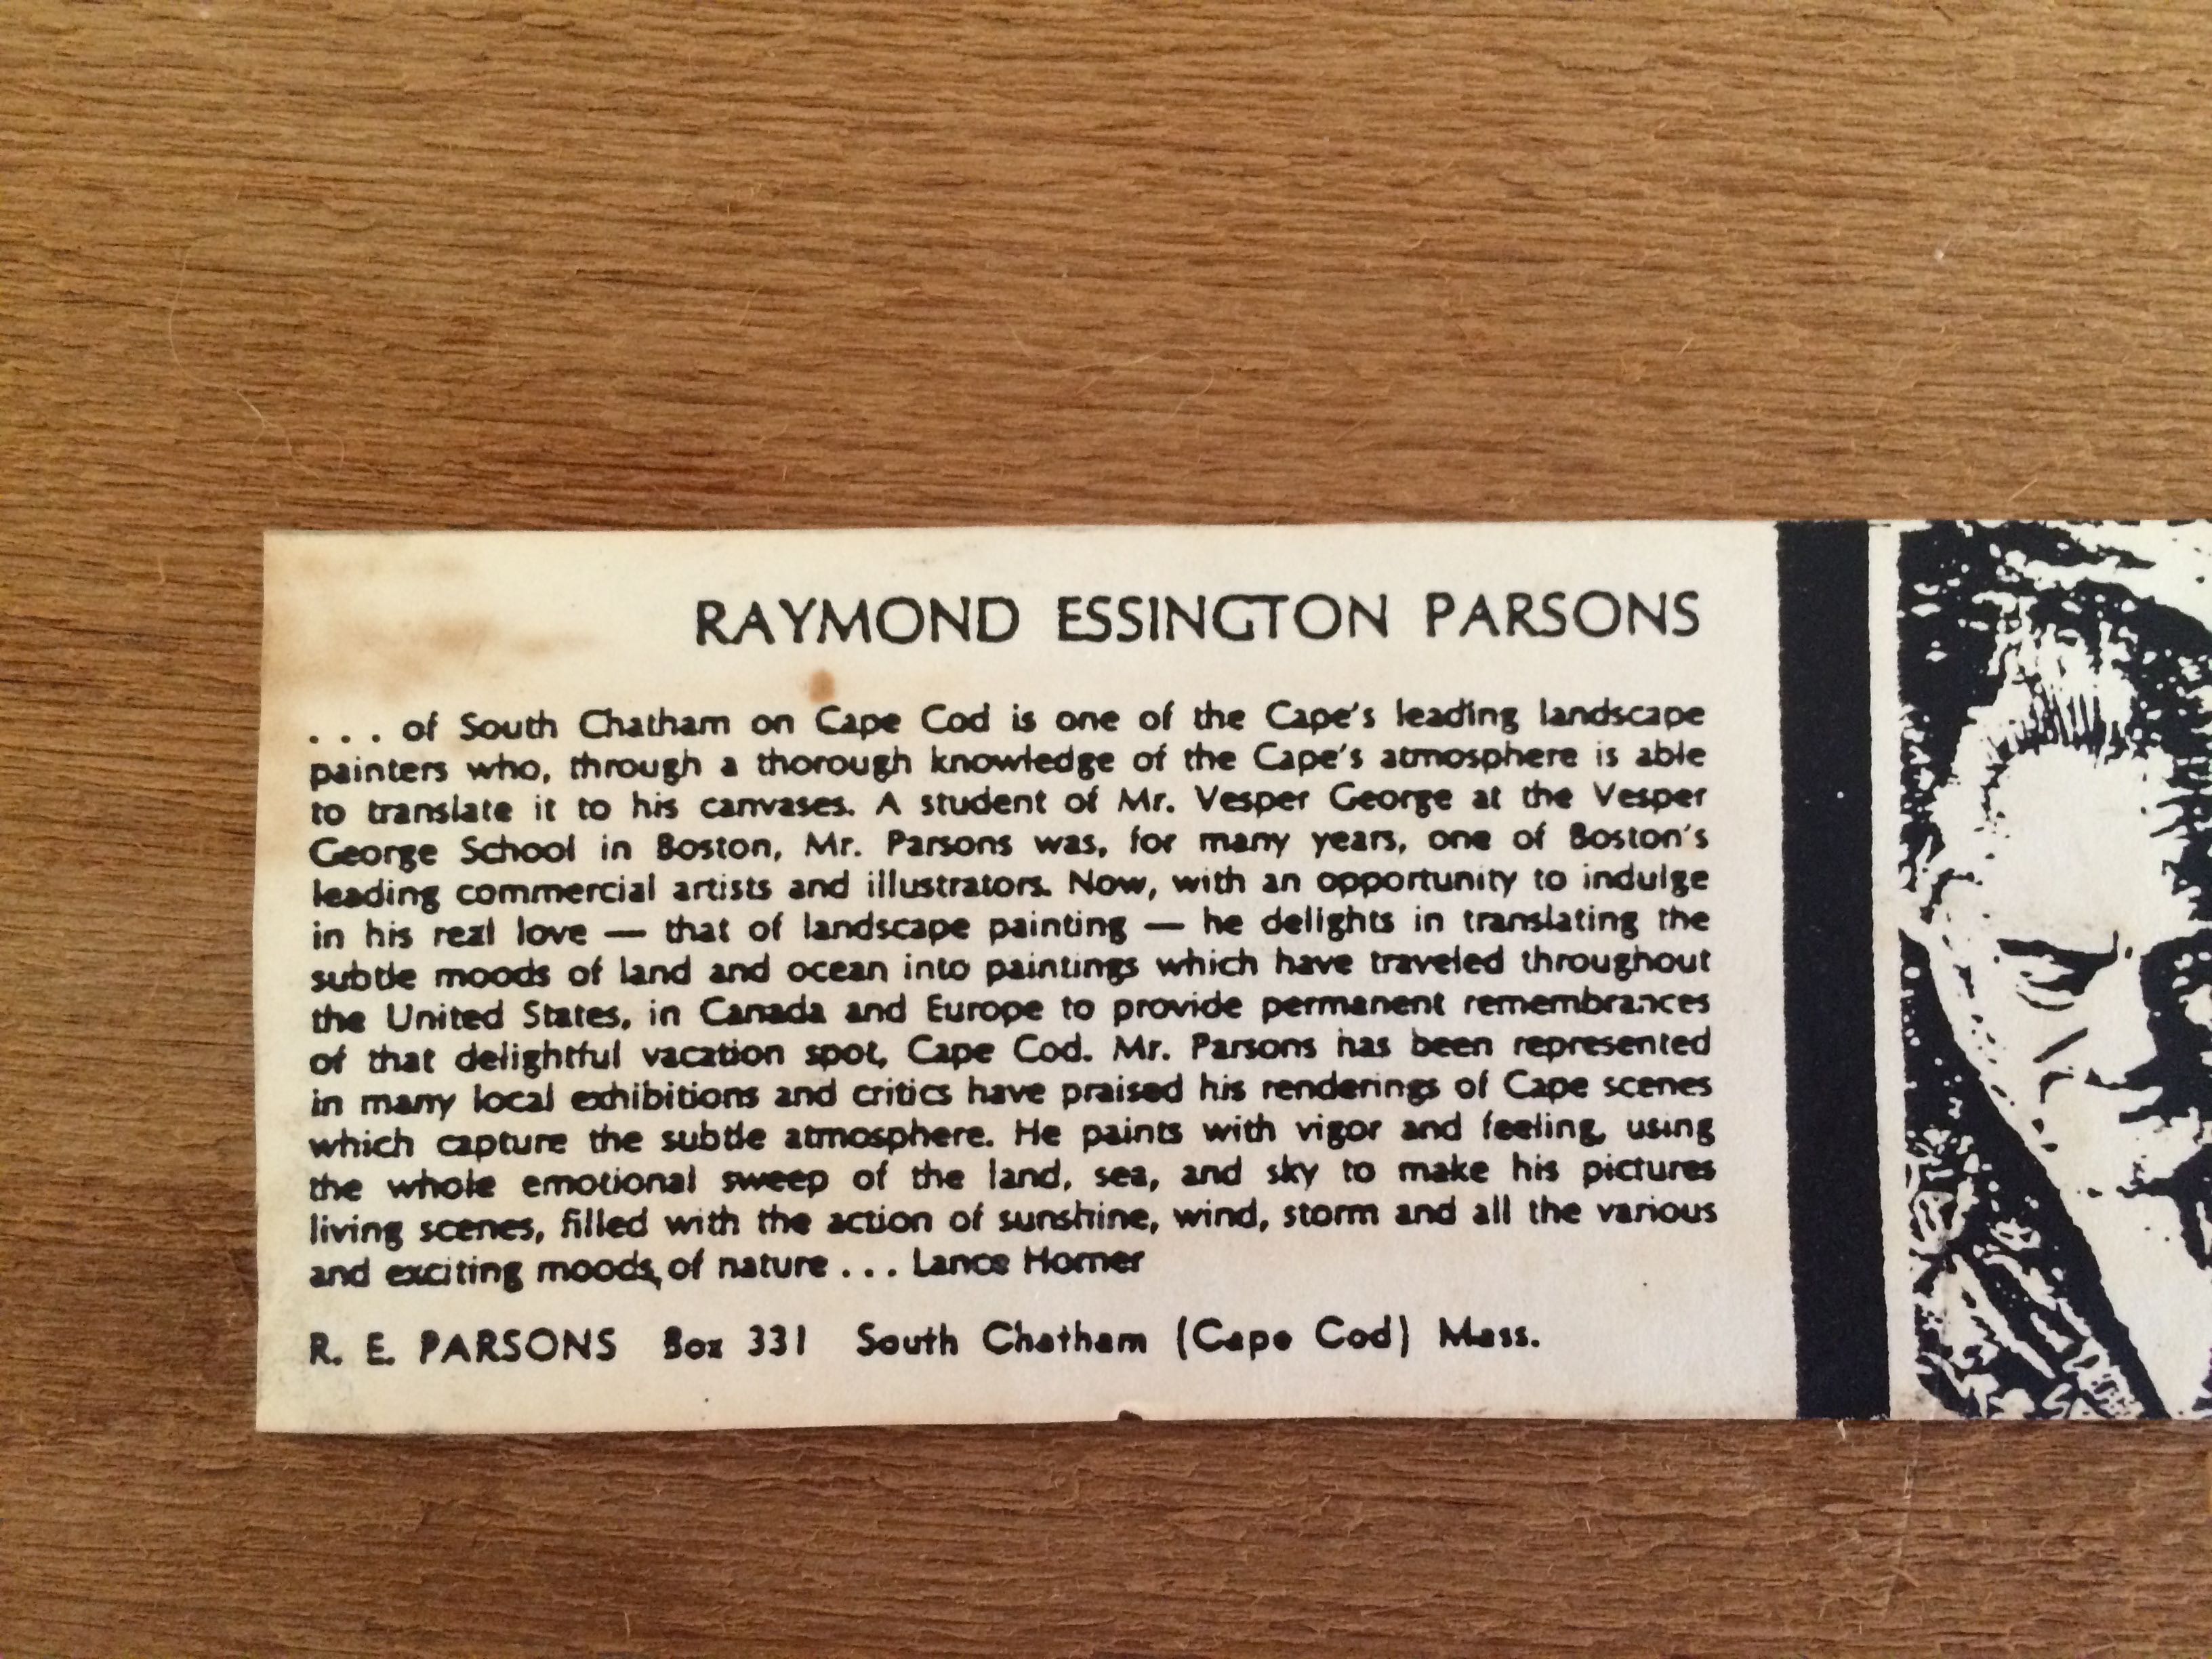 RAYMOND ESSINGTON PARSONS
. . . of South Chatham on Cape Cod is one of the Cape's leading landscape
painters who, through a thorough knowledge of the Cape's atmosphere is able
to translate it to his canvases. A student of Mr. Vesper George at the Vesper
George School in Boston, Mr. Parsons was, for many years, one of Boston's
leading commercial artists and illustrators. Now, with an opportunity to indulge
in his real love — that of landscape painting — he delights in translating the
subtle moods of land and ocean into paintings which have traveled throughout
the United States, in Canada and Europe to provide permanent remembrances
of that delightful vacation spot, Cape Cod. Mr. Parsons has been represented
in many local exhibitions and critics have praised his renderings of Cape scenes
which capture the subtle atmosphere. He paints with vigor and feeling, using
the whole emotional sweep of the land, sea, and sky to make his pictures
living scenes, filled with the action of sunshine, wind, storm and all the various
and exciting moods of nature . . . Lance Horner
R. E. PARSONS Box 331 South Chatham (Cape Cod) Mass.